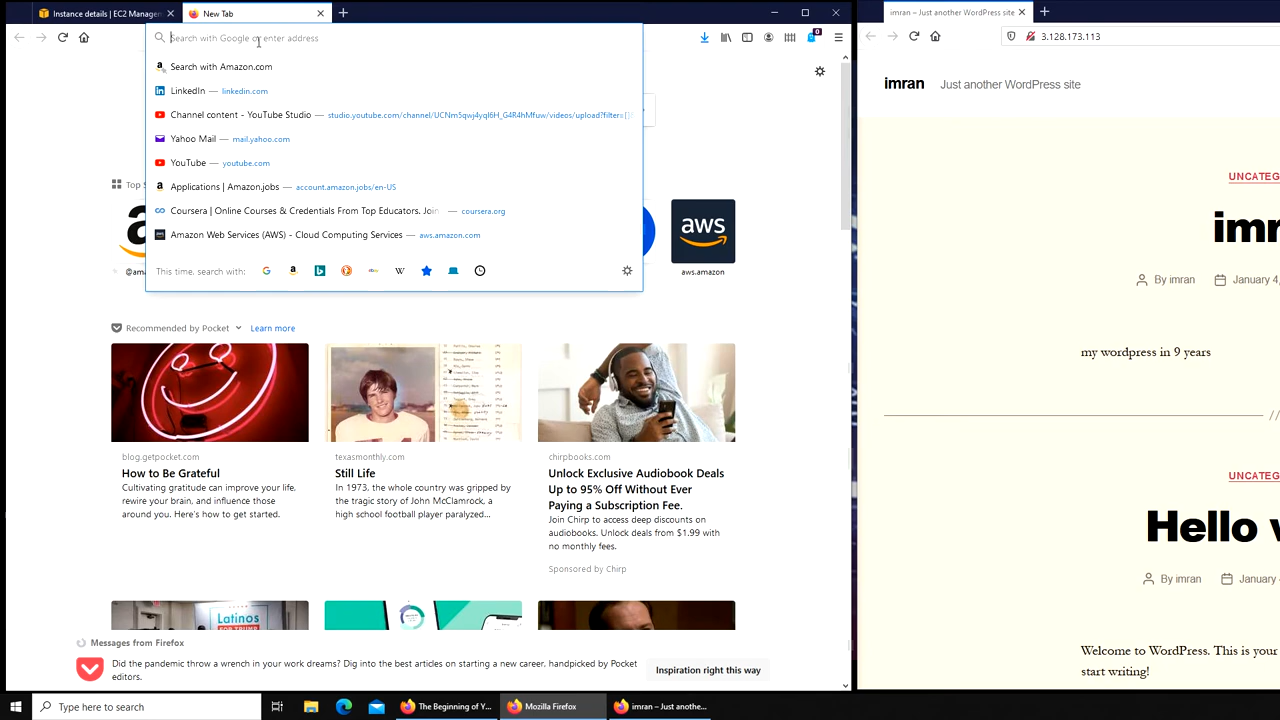 Instance details | EC2 Managem
New Tab
Search with Google or enter address
0
Search with Amazon.com
LinkedIn — linkedin.com
Channel content - YouTube Studio — studio.youtube.com/channel/UCNm5qwj4yql6H_G4R4hMfuw/videos/upload?filter=[]
Yahoo Mail — mail.yahoo.com
YouTube — youtube.com
Applications | Amazon.jobs — account.amazon.jobs/en-US
Coursera | Online Courses & Credentials From Top Educators. Join — coursera.org
Amazon Web Services (AWS) - Cloud Computing Services — aws.amazon.com
This time, search with:
Top S
aws
@ama
aws.amazon
Recommended by Pocket
Learn more
blog.getpocket.com
How to Be Grateful
Cultivating gratitude can improve your life,
rewire your brain, and influence those
around you. Here's how to get started.
texasmonthly.com
Still Life
In 1973, the whole country was gripped by
the tragic story of John McClamrock, a
high school football player paralyzed...
chirpbooks.com
Unlock Exclusive Audiobook Deals
Up to 95% Off Without Ever
Paying a Subscription Fee.
Join Chirp to access deep discounts on
audiobooks. Unlock deals from $1.99 with
no monthly fees.
Sponsored by Chirp
Latinos
FOR TRUMP
Messages from Firefox
Did the pandemic throw a wrench in your work dreams? Dig into the best articles on starting a new career, handpicked by Pocket
editors.
Inspiration right this way
imran – Just another WordPress site
3.128.173.113
imran
Just another WordPress site
UNCATEG
imr
By imran
January 4,
my wordpress in 9 years
//
UNCATEG
Hello v
By imran
January
Welcome to WordPress. This is your
start writing!
Type here to search
The Beginning of Y...
Mozilla Firefox
imran – Just anothe...